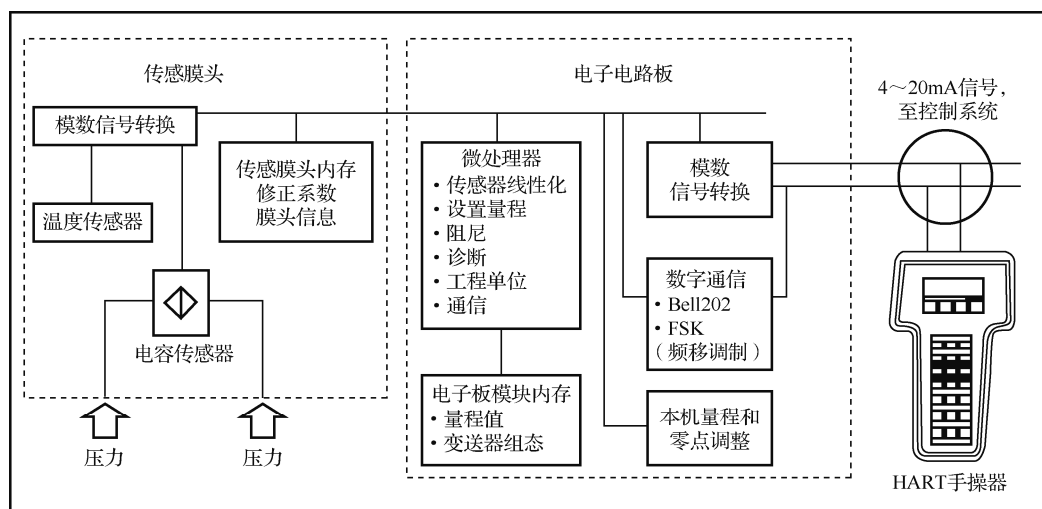 传感膜头
模数信号转换
温度传感器
传感膜头内存
修正系数
膜头信息
电容传感器
压力
压力
电子电路板
微处理器
·传感器线性化
·设置量程
·阻尼
·诊断
·工程单位
·通信
电子板模块内存
·量程值
·变送器组态
模数
信号转换
数字通信
·Bell202
·FSK
（频移调制）
本机量程和
零点调整
4～20mA信号，
至控制系统
HART手操器